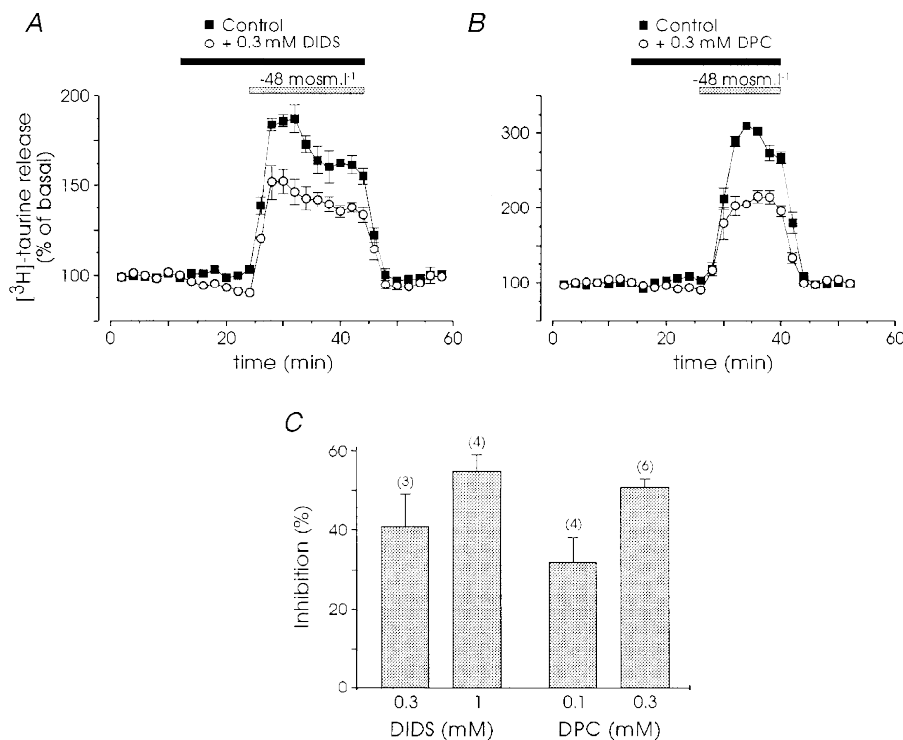 A
■ Control
○ + 0.3 mM DIDS
-48 mosm.l⁻¹
[³H]-taurine release
(% of basal)
200
150
100
0
20
40
60
time (min)
B
■ Control
○ + 0.3 mM DPC
-48 mosm.l⁻¹
300
200
100
0
20
40
60
time (min)
C
Inhibition (%)
60
40
20
0
(3)
(4)
(4)
(6)
0.3 1 0.1 0.3
DIDS (mM) DPC (mM)